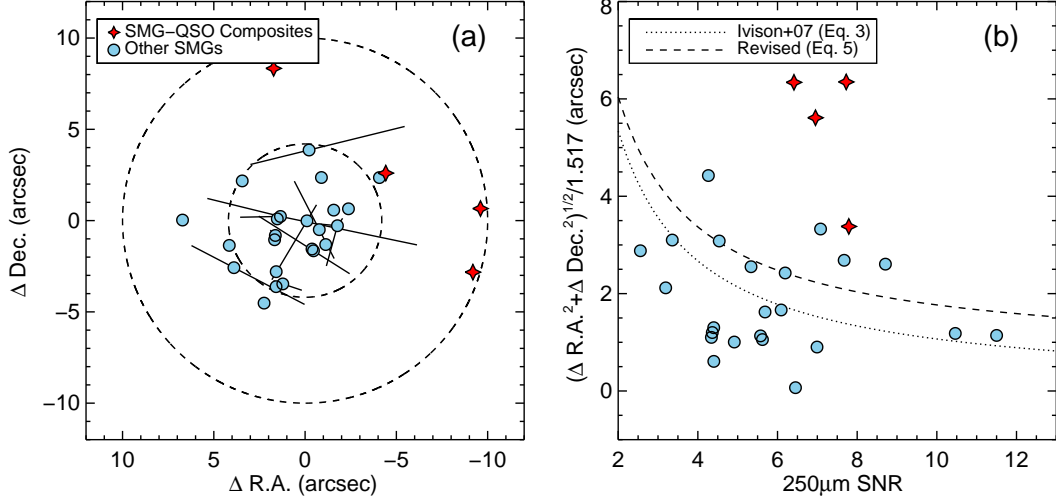 SMG−QSO Composites
Other SMGs
(a)
10
5
0
−5
−10
Δ Dec. (arcsec)
10
5
0
−5
−10
Δ R.A. (arcsec)
Ivison+07 (Eq. 3)
Revised (Eq. 5)
(b)
8
6
4
2
0
(Δ R.A.²+Δ Dec.²)^1/2/1.517 (arcsec)
2
4
6
8
10
12
250μm SNR